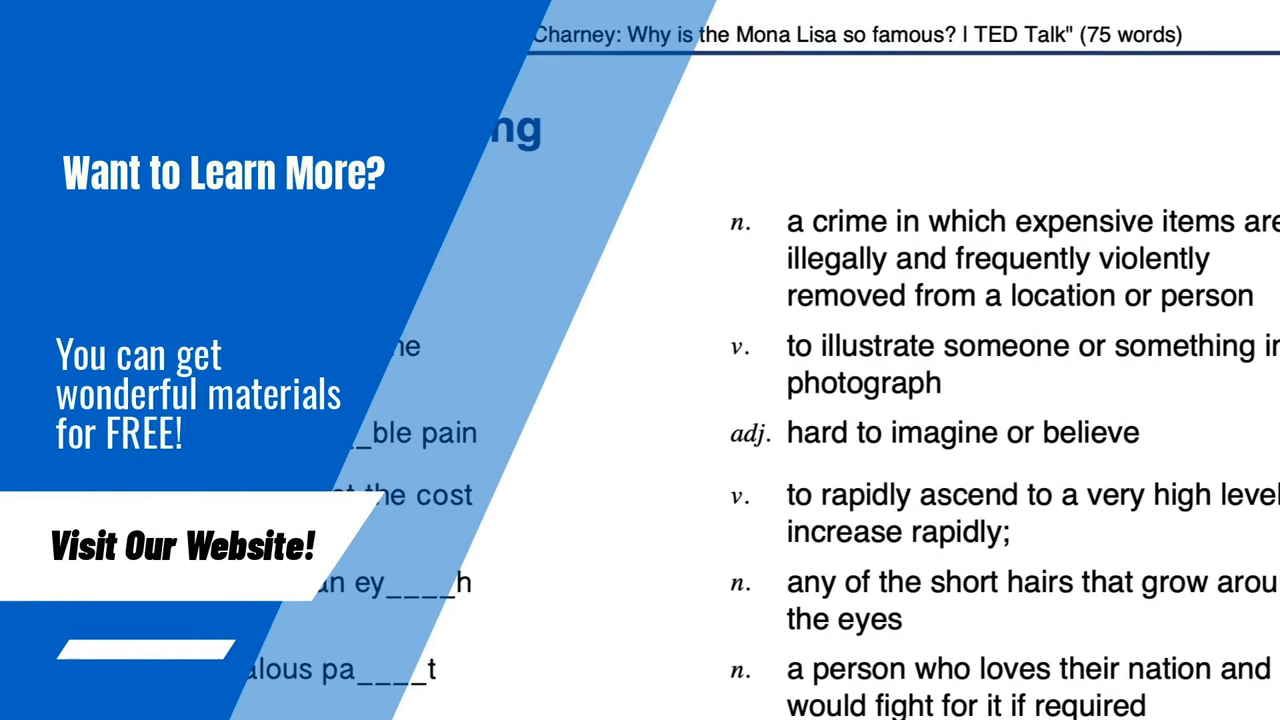 Charney: Why is the Mona Lisa so famous? | TED Talk" (75 words)
ng
Want to Learn More?
You can get
wonderful materials
for FREE!
Visit Our Website!
n. a crime in which expensive items are
illegally and frequently violently
removed from a location or person
ne
v. to illustrate someone or something in
photograph
_ble pain
adj. hard to imagine or believe
the cost
v. to rapidly ascend to a very high level
increase rapidly;
an ey____h
n. any of the short hairs that grow arou
the eyes
alous pa____t
n. a person who loves their nation and
would fight for it if required